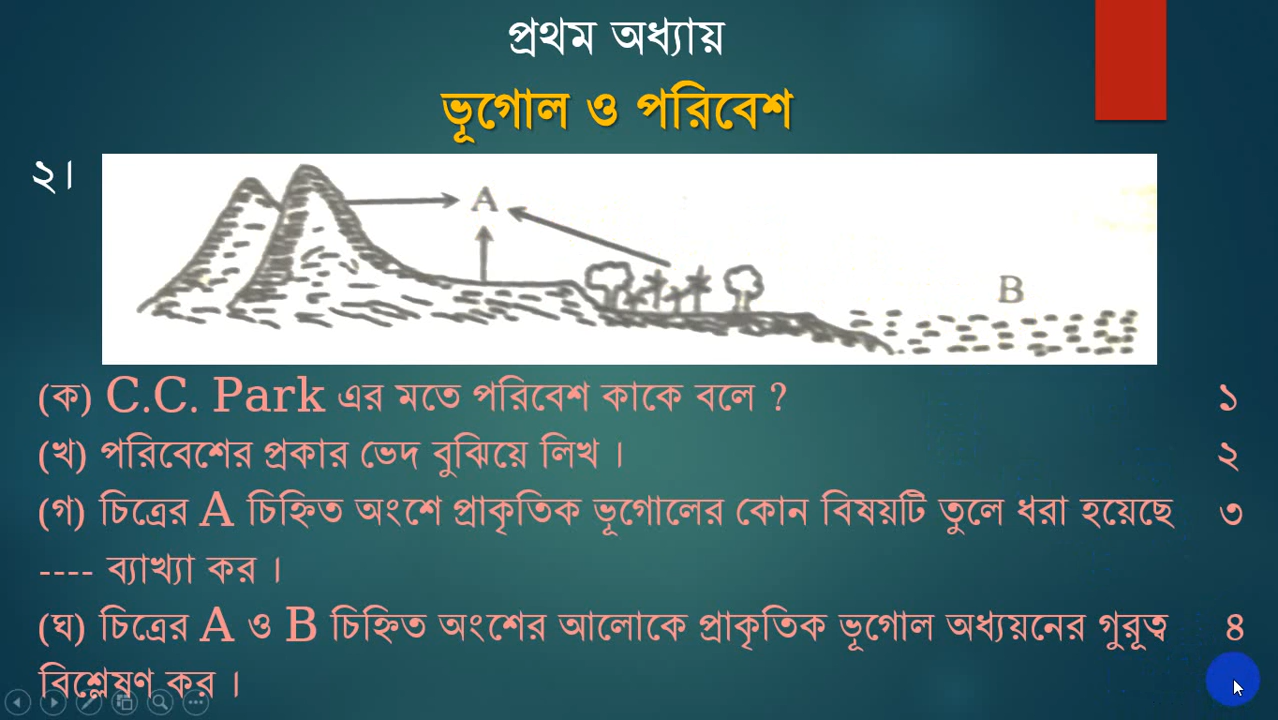 প্রথম অধ্যায়
ভূগোল ও পরিবেশ
২।
A
B
(ক) C.C. Park এর মতে পরিবেশ কাকে বলে ? ১
(খ) পরিবেশের প্রকার ভেদ বুঝিয়ে লিখ । ২
(গ) চিত্রের A চিহ্নিত অংশে প্রাকৃতিক ভূগোলের কোন বিষয়টি তুলে ধরা হয়েছে ৩
---- ব্যাখ্যা কর ।
(ঘ) চিত্রের A ও B চিহ্নিত অংশের আলোকে প্রাকৃতিক ভূগোল অধ্যয়নের গুরূত্ব ৪
বিশ্লেষণ কর ।